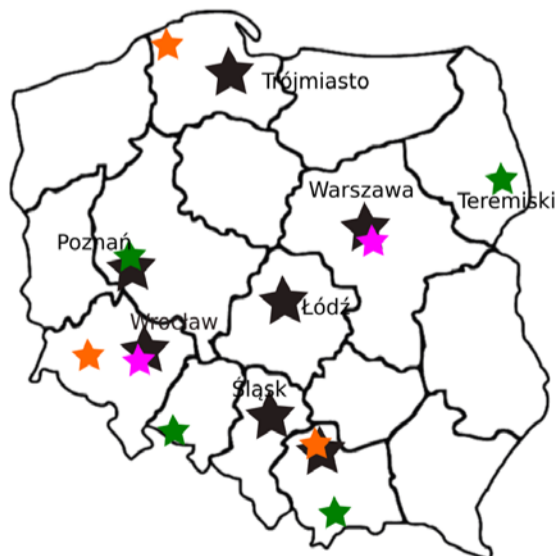 Trójmiasto
Warszawa
Teremiski
Poznań
Łódź
Wrocław
Śląsk